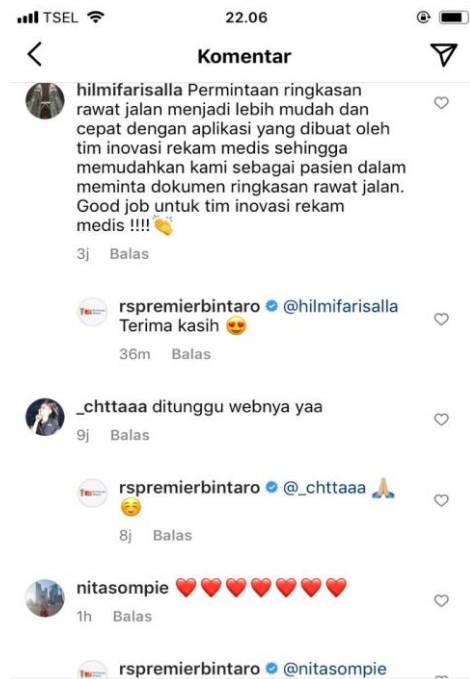 TSEL 22.06
Komentar
hilmifarisalla Permintaan ringkasan
rawat jalan menjadi lebih mudah dan
cepat dengan aplikasi yang dibuat oleh
tim inovasi rekam medis sehingga
memudahkan kami sebagai pasien dalam
meminta dokumen ringkasan rawat jalan.
Good job untuk tim inovasi rekam
medis !!!!👏
3j Balas
rspremierbintaro @hilmifarisalla
Terima kasih 😍
36m Balas
_chttaaa ditunggu webnya yaa
9j Balas
rspremierbintaro @_chttaaa 🙏🏼
☺️
8j Balas
nitasompie ❤️❤️❤️❤️❤️❤️❤️
1h Balas
rspremierbintaro @nitasompie